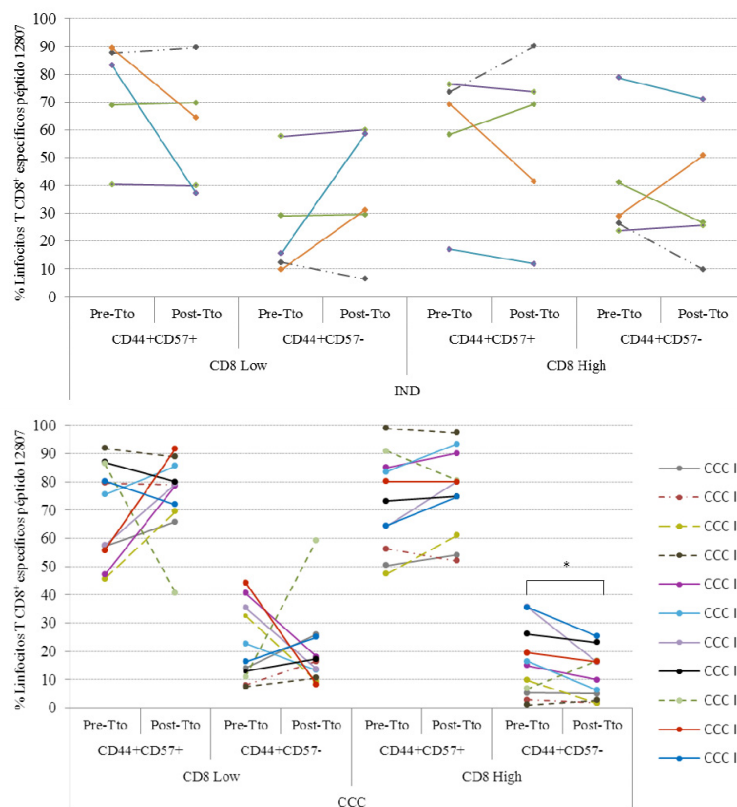 % Linfocitos T CD8⁺ específicos péptido 12807
100
90
80
70
60
50
40
30
20
10
0
Pre-Tto Post-Tto Pre-Tto Post-Tto Pre-Tto Post-Tto Pre-Tto Post-Tto
CD44+CD57+ CD44+CD57- CD44+CD57+ CD44+CD57-
CD8 Low CD8 High
IND
% Linfocitos T CD8⁺ específicos péptido 12807
100
90
80
70
60
50
40
30
20
10
0
*
Pre-Tto Post-Tto Pre-Tto Post-Tto Pre-Tto Post-Tto Pre-Tto Post-Tto
CD44+CD57+ CD44+CD57- CD44+CD57+ CD44+CD57-
CD8 Low CD8 High
CCC
CCC I
CCC I
CCC I
CCC I
CCC I
CCC I
CCC I
CCC I
CCC I
CCC I
CCC I